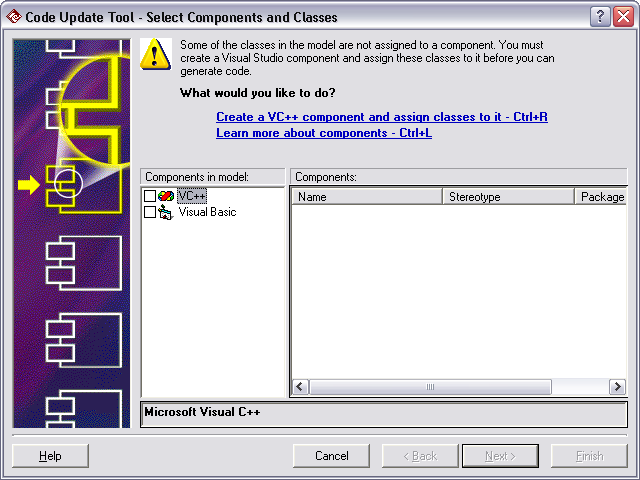 Code Update Tool - Select Components and Classes
Some of the classes in the model are not assigned to a component. You must
create a Visual Studio component and assign these classes to it before you can
generate code.
What would you like to do?
Create a VC++ component and assign classes to it - Ctrl+R
Learn more about components - Ctrl+L
Components in model:
Components:
VC++
Visual Basic
Name Stereotype Package
Microsoft Visual C++
Help Cancel < Back Next > Finish